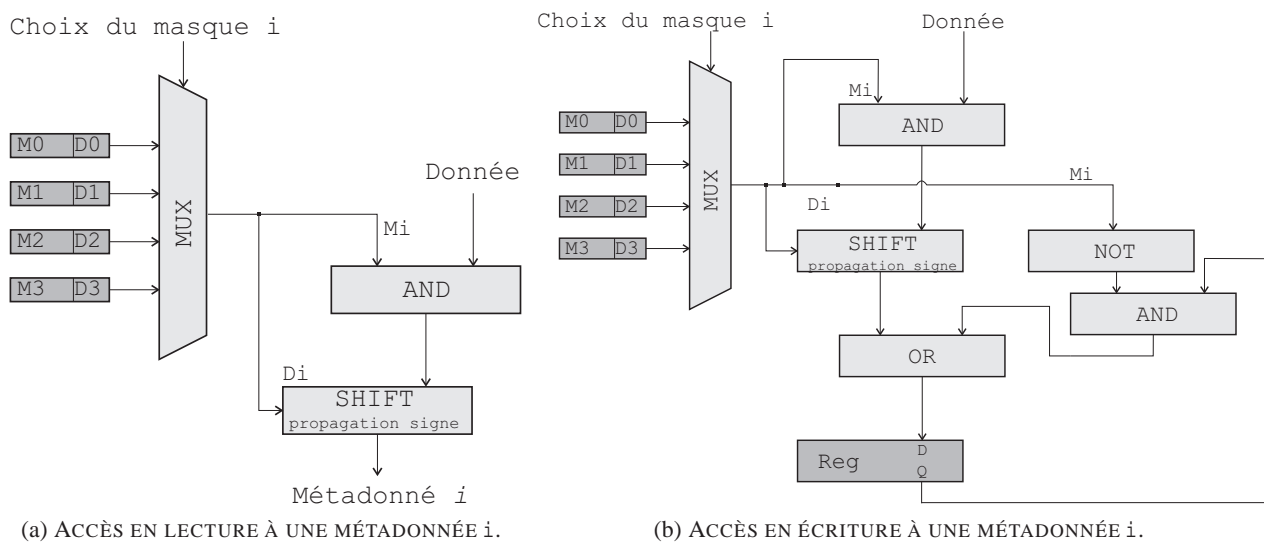 Choix du masque i
M0 D0
M1 D1
M2 D2
M3 D3
MUX
Donnée
Mi
AND
Di
SHIFT
propagation signe
Métadonné i
(a) ACCÈS EN LECTURE À UNE MÉTADONNÉE i.
Choix du masque i
Donnée
Mi
AND
M0 D0
M1 D1
M2 D2
M3 D3
MUX
Mi
Di
SHIFT
propagation signe
NOT
AND
OR
Reg
D
Q
(b) ACCÈS EN ÉCRITURE À UNE MÉTADONNÉE i.